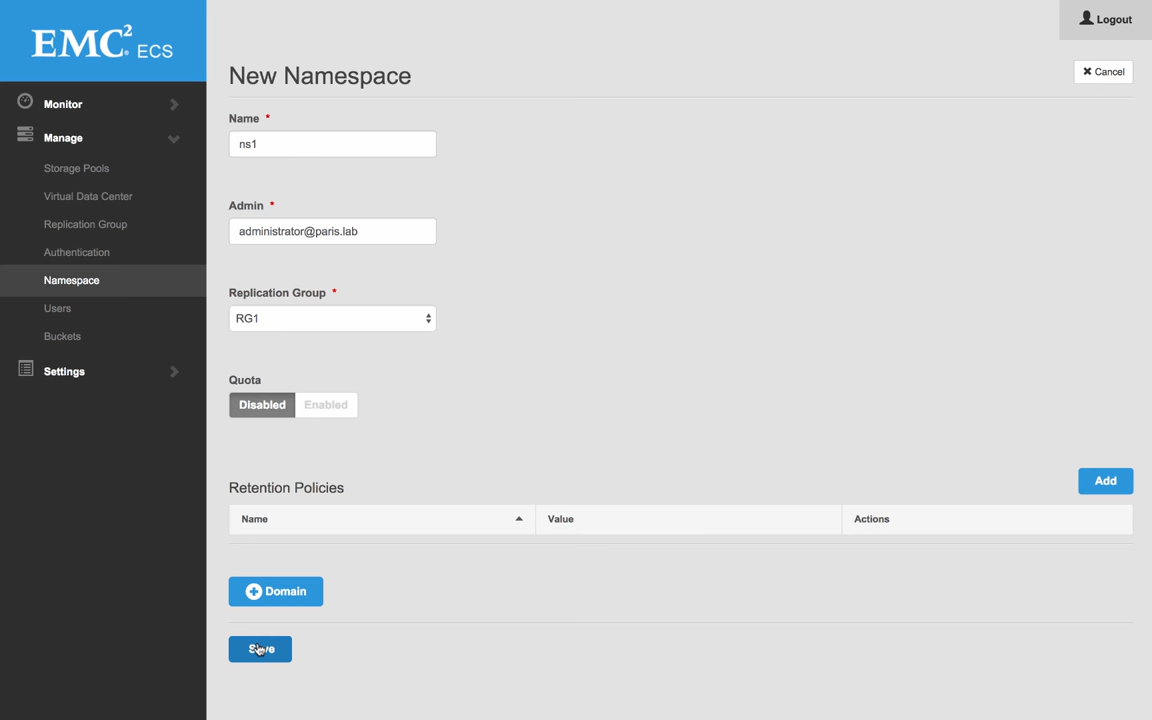 EMC² ECS
Logout
New Namespace
Cancel
Monitor
Manage
Storage Pools
Virtual Data Center
Replication Group
Authentication
Namespace
Users
Buckets
Settings
Name *
ns1
Admin *
administrator@paris.lab
Replication Group *
RG1
Quota
Disabled Enabled
Retention Policies
Add
Name Value Actions
Domain
Save